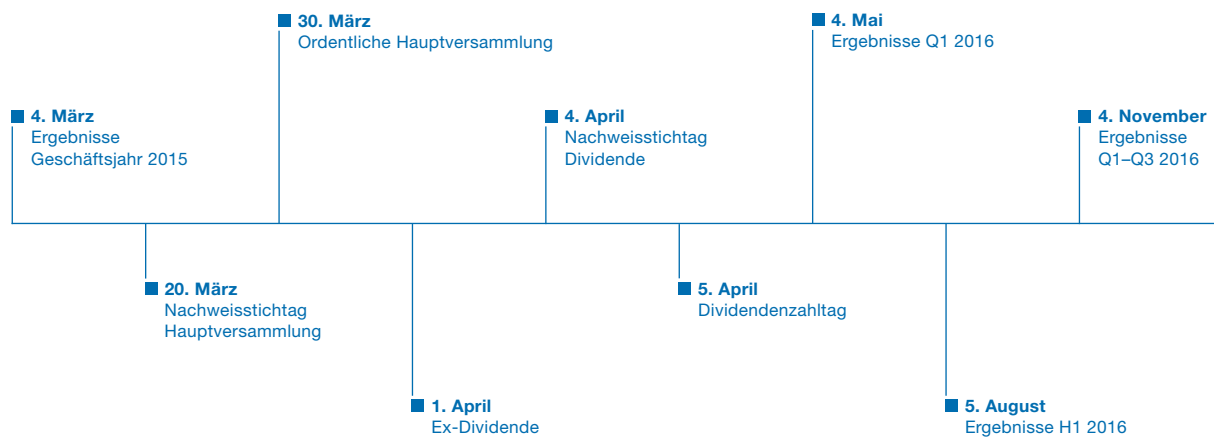 4. März
Ergebnisse
Geschäftsjahr 2015
20. März
Nachweisstichtag
Hauptversammlung
30. März
Ordentliche Hauptversammlung
1. April
Ex-Dividende
4. April
Nachweisstichtag
Dividende
5. April
Dividendenzahltag
4. Mai
Ergebnisse Q1 2016
5. August
Ergebnisse H1 2016
4. November
Ergebnisse
Q1–Q3 2016